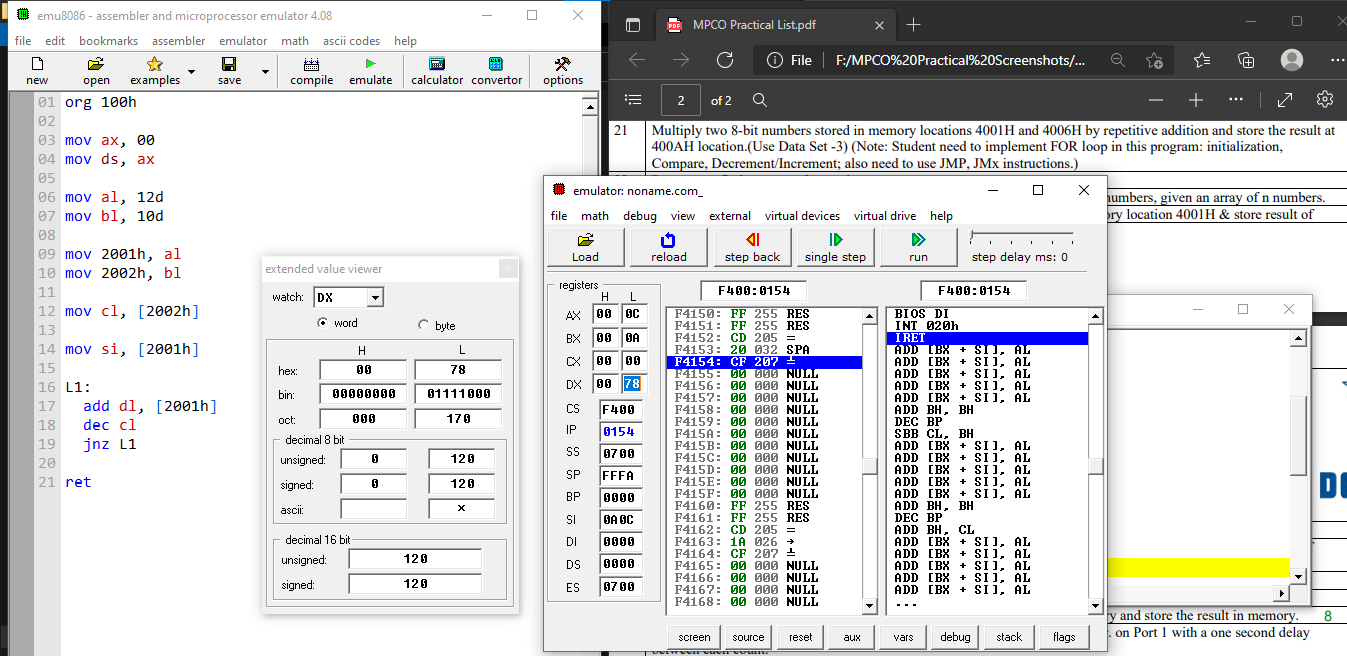 emu8086 - assembler and microprocessor emulator 4.08
file edit bookmarks assembler emulator math ascii codes help
new open examples save compile emulate calculator convertor options
01 org 100h
02
03 mov ax, 00
04 mov ds, ax
05
06 mov al, 12d
07 mov bl, 10d
08
09 mov 2001h, al
10 mov 2002h, bl
11
12 mov cl, [2002h]
13
14 mov si, [2001h]
15
16 L1:
17 add dl, [2001h]
18 dec cl
19 jnz L1
20
21 ret
extended value viewer
watch: DX
word byte
H L
hex: 00 78
bin: 00000000 01111000
oct: 000 170
decimal 8 bit
unsigned: 0 120
signed: 0 120
ascii: x
decimal 16 bit
unsigned: 120
signed: 120
MPCO Practical List.pdf
File F:/MPCO%20Practical%20Screenshots/...
2 of 2
21 Multiply two 8-bit numbers stored in memory locations 4001H and 4006H by repetitive addition and store the result at
400AH location.(Use Data Set -3) (Note: Student need to implement FOR loop in this program: initialization,
Compare, Decrement/Increment; also need to use JMP, JMx instructions.)
numbers, given an array of n numbers.
ory location 4001H & store result of
emulator: noname.com_
file math debug view external virtual devices virtual drive help
Load reload step back single step run step delay ms: 0
registers
H L
AX 00 0C
BX 00 0A
CX 00 00
DX 00 78
CS F400
IP 0154
SS 0700
SP FFFA
BP 0000
SI 0A0C
DI 0000
DS 0000
ES 0700
F400:0154
F4150: FF 255 RES
F4151: FF 255 RES
F4152: CD 205 =
F4153: 20 032 SPA
F4154: CF 207 ╧
F4155: 00 000 NULL
F4156: 00 000 NULL
F4157: 00 000 NULL
F4158: 00 000 NULL
F4159: 00 000 NULL
F415A: 00 000 NULL
F415B: 00 000 NULL
F415C: 00 000 NULL
F415D: 00 000 NULL
F415E: 00 000 NULL
F415F: 00 000 NULL
F4160: FF 255 RES
F4161: FF 255 RES
F4162: CD 205 =
F4163: 1A 026 →
F4164: CF 207 ╧
F4165: 00 000 NULL
F4166: 00 000 NULL
F4167: 00 000 NULL
F4168: 00 000 NULL
F400:0154
BIOS DI
INT 020h
IRET
ADD [BX + SI], AL
ADD [BX + SI], AL
ADD [BX + SI], AL
ADD [BX + SI], AL
ADD [BX + SI], AL
ADD BH, BH
DEC BP
SBB CL, BH
ADD [BX + SI], AL
ADD [BX + SI], AL
ADD [BX + SI], AL
ADD [BX + SI], AL
ADD [BX + SI], AL
ADD BH, BH
DEC BP
ADD BH, CL
ADD [BX + SI], AL
ADD [BX + SI], AL
ADD [BX + SI], AL
ADD [BX + SI], AL
ADD [BX + SI], AL
...
screen source reset aux vars debug stack flags
y and store the result in memory. 8
. on Port 1 with a one second delay
between each count.